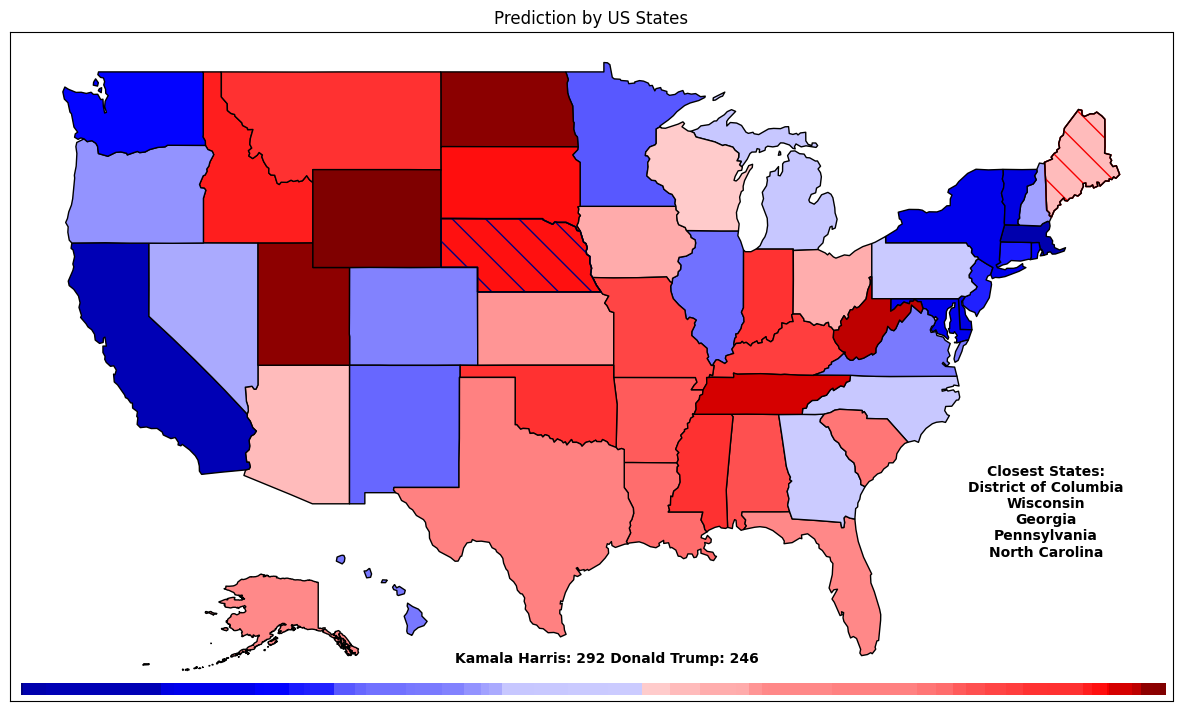 Prediction by US States
Closest States:
District of Columbia
Wisconsin
Georgia
Pennsylvania
North Carolina
Kamala Harris: 292 Donald Trump: 246